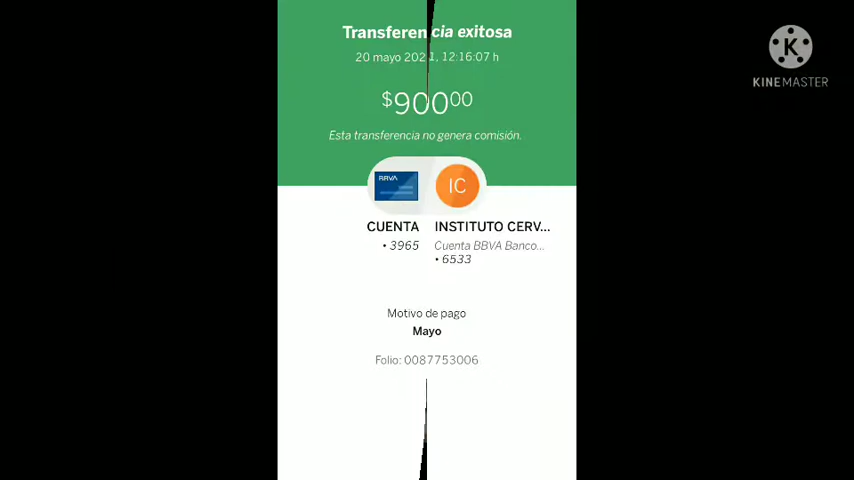 Transferencia exitosa
20 mayo 2021, 12:16:07 h
$90000
Esta transferencia no genera comisión.
BBVA
IC
CUENTA
• 3965
INSTITUTO CERV...
Cuenta BBVA Banco...
• 6533
Motivo de pago
Mayo
Folio: 0087753006
K
KINEMASTER